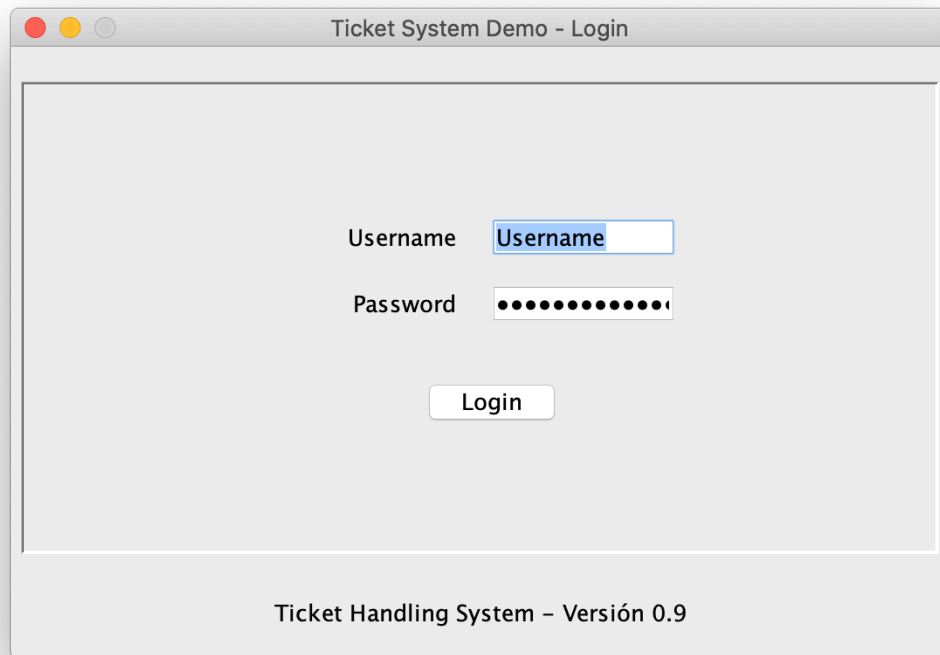 Ticket System Demo - Login
Username Username
Password •••••••••••••
Login
Ticket Handling System – Versión 0.9